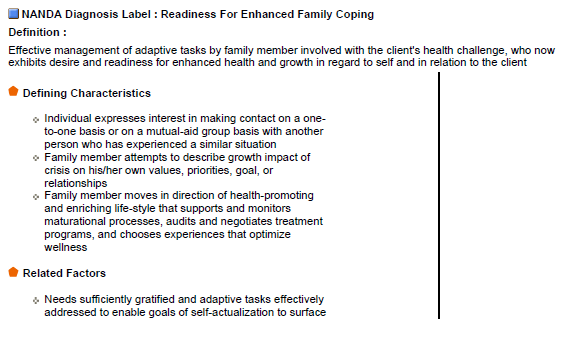 NANDA Diagnosis Label : Readiness For Enhanced Family Coping
Definition :
Effective management of adaptive tasks by family member involved with the client's health challenge, who now
exhibits desire and readiness for enhanced health and growth in regard to self and in relation to the client
Defining Characteristics
Individual expresses interest in making contact on a one-
to-one basis or on a mutual-aid group basis with another
person who has experienced a similar situation
Family member attempts to describe growth impact of
crisis on his/her own values, priorities, goal, or
relationships
Family member moves in direction of health-promoting
and enriching life-style that supports and monitors
maturational processes, audits and negotiates treatment
programs, and chooses experiences that optimize
wellness
Related Factors
Needs sufficiently gratified and adaptive tasks effectively
addressed to enable goals of self-actualization to surface